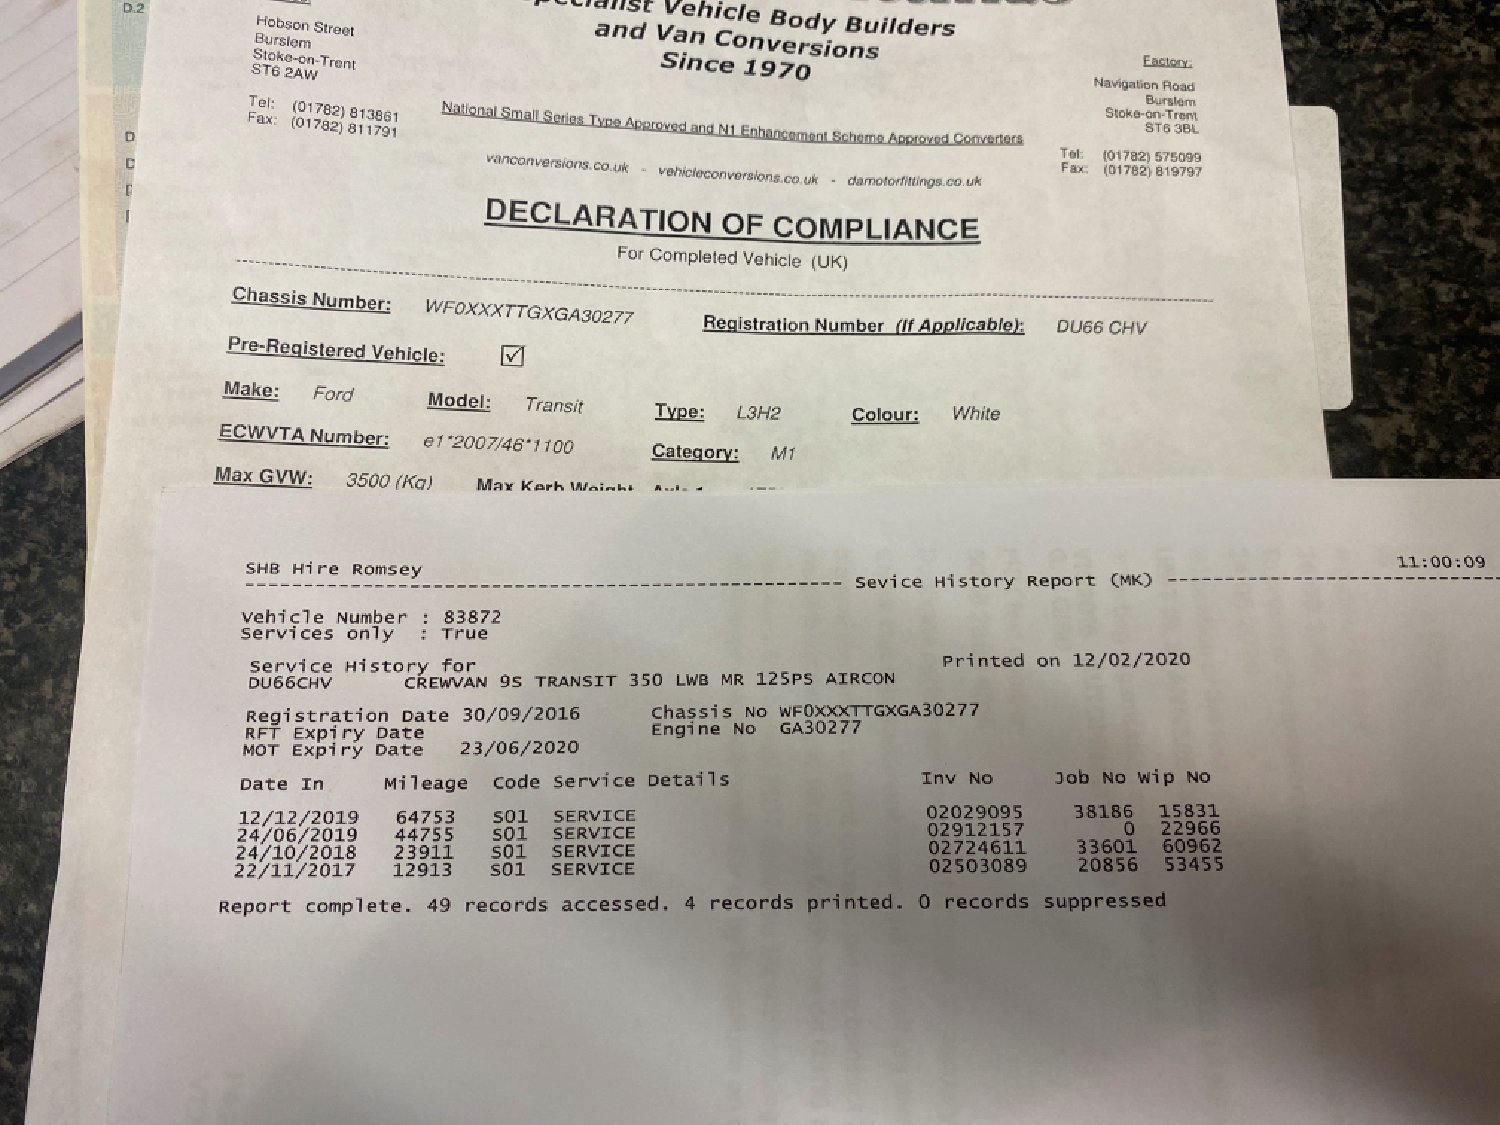 D.2
Hobson Street
Burslem
Stoke-on-Trent
ST6 2AW
Tel: (01782) 813861
Fax: (01782) 811791
Vehicle Body Builders
and Van Conversions
Since 1970
National Small Series Type Approved and N1 Enhancement Scheme Approved Converters
vanconversions.co.uk - vehicleconversions.co.uk - damotorfittings.co.uk
Factory:
Navigation Road
Burslem
Stoke-on-Trent
ST6 3BL
Tel: (01782) 575099
Fax: (01782) 819797
DECLARATION OF COMPLIANCE
For Completed Vehicle (UK)
Chassis Number: WF0XXXTTGXGA30277 Registration Number (If Applicable): DU66 CHV
Pre-Registered Vehicle: ☑
Make: Ford Model: Transit Type: L3H2 Colour: White
ECWVTA Number: e1*2007/46*1100 Category: M1
Max GVW: 3500 (Kg) Max Kerb Weight
SHB Hire Romsey 11:00:09
Sevice History Report (MK)
Vehicle Number : 83872
Services only : True
Service History for Printed on 12/02/2020
DU66CHV CREWVAN 9S TRANSIT 350 LWB MR 125PS AIRCON
Registration Date 30/09/2016 Chassis No WF0XXXTTGXGA30277
RFT Expiry Date Engine No GA30277
MOT Expiry Date 23/06/2020
Date In Mileage Code Service Details Inv No Job No Wip No
12/12/2019 64753 S01 SERVICE 02029095 38186 15831
24/06/2019 44755 S01 SERVICE 02912157 0 22966
24/10/2018 23911 S01 SERVICE 02724611 33601 60962
22/11/2017 12913 S01 SERVICE 02503089 20856 53455
Report complete. 49 records accessed. 4 records printed. 0 records suppressed